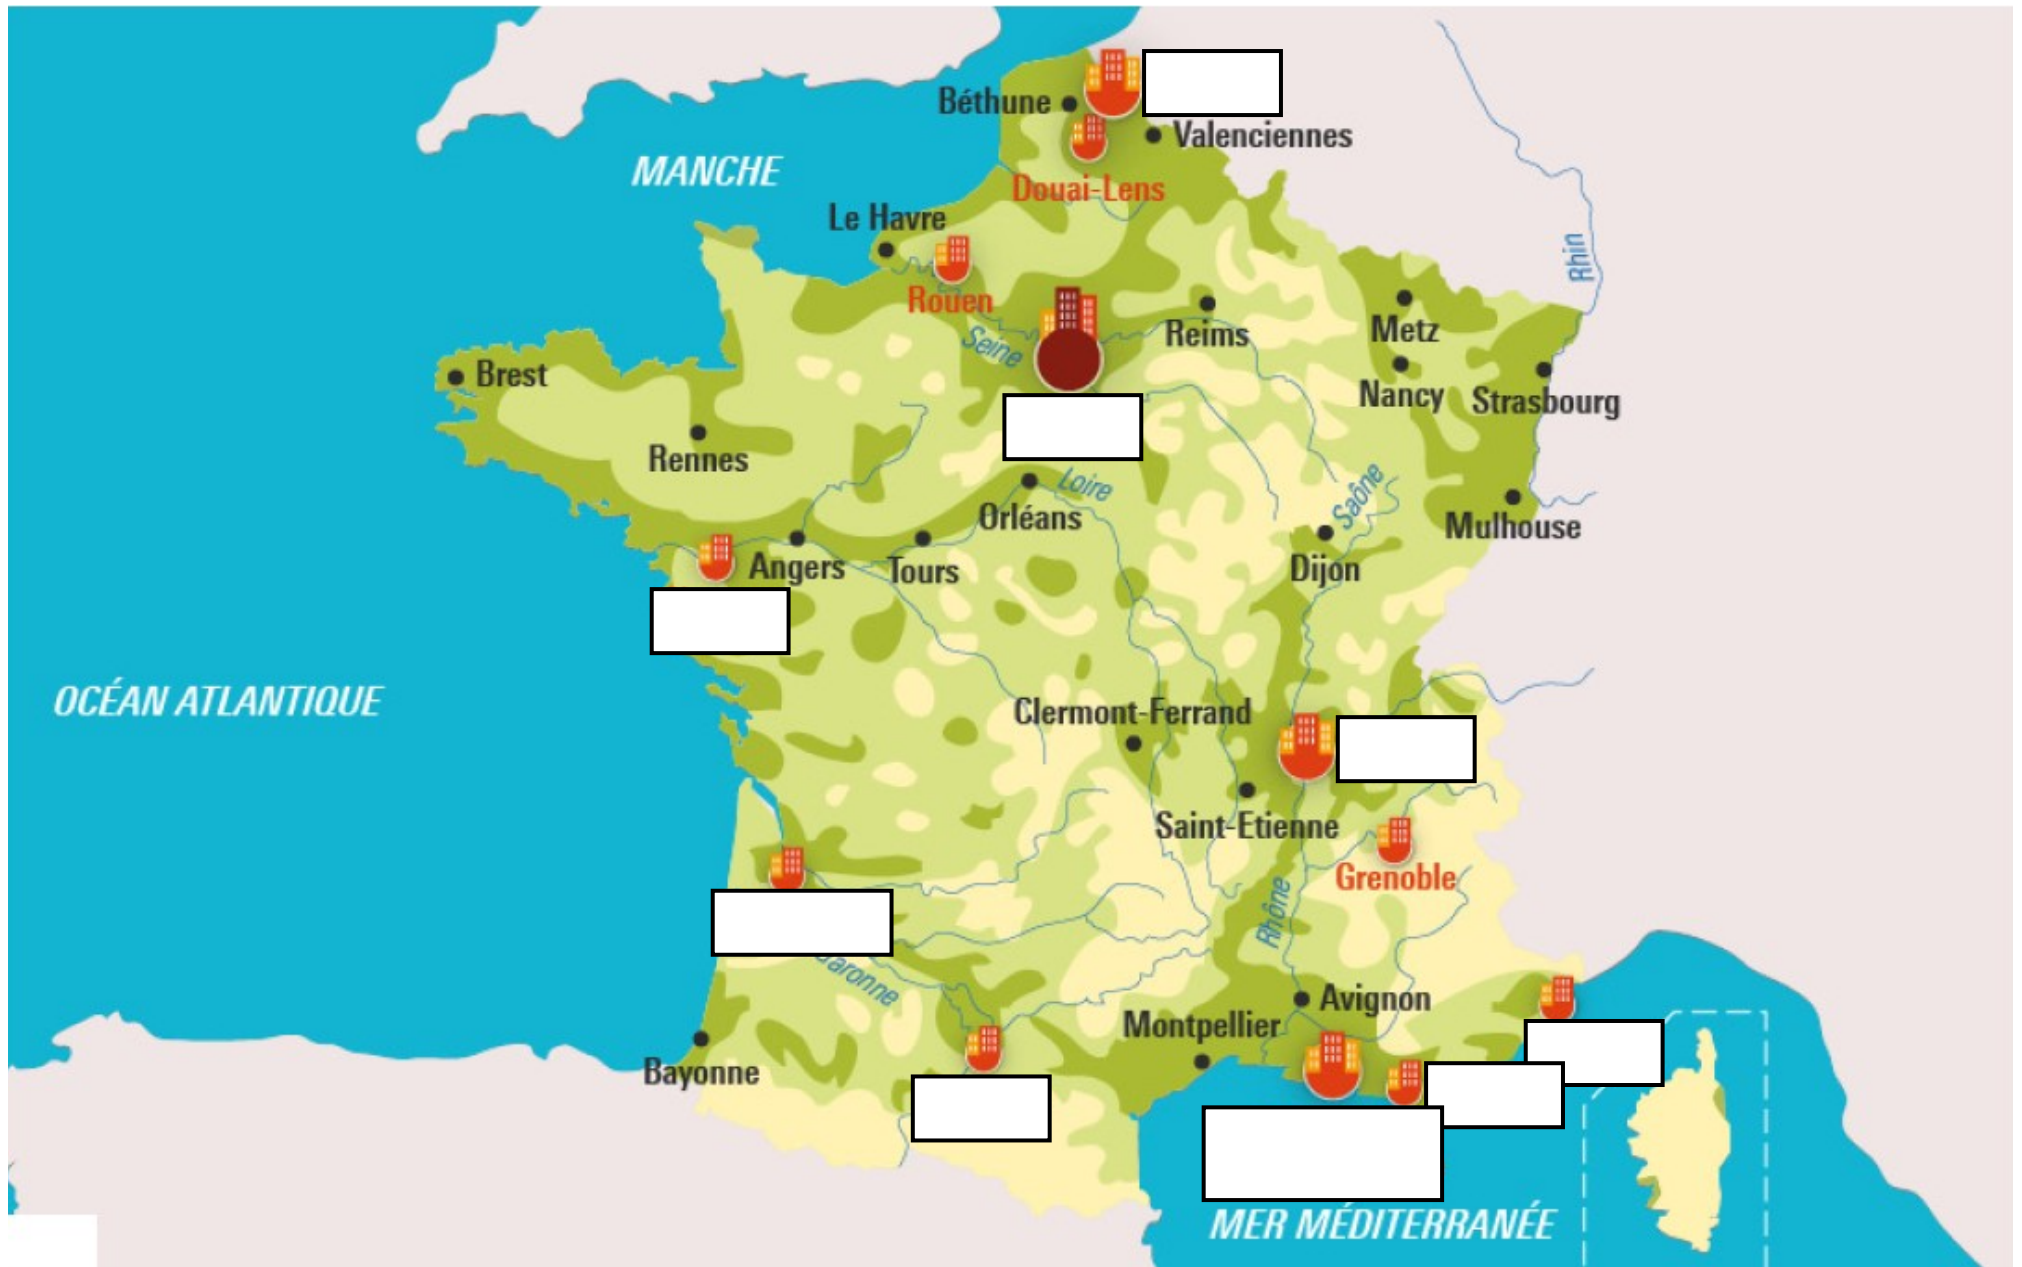 Béthune
Valenciennes
MANCHE
Douai-Lens
Le Havre
Rhin
Rouen
Seine
Reims
Metz
Nancy
Strasbourg
Brest
Rennes
Loire
Saône
Orléans
Mulhouse
Angers
Tours
Dijon
OCÉAN ATLANTIQUE
Clermont-Ferrand
Saint-Etienne
Grenoble
Rhône
Garonne
Avignon
Montpellier
Bayonne
MER MÉDITERRANÉE